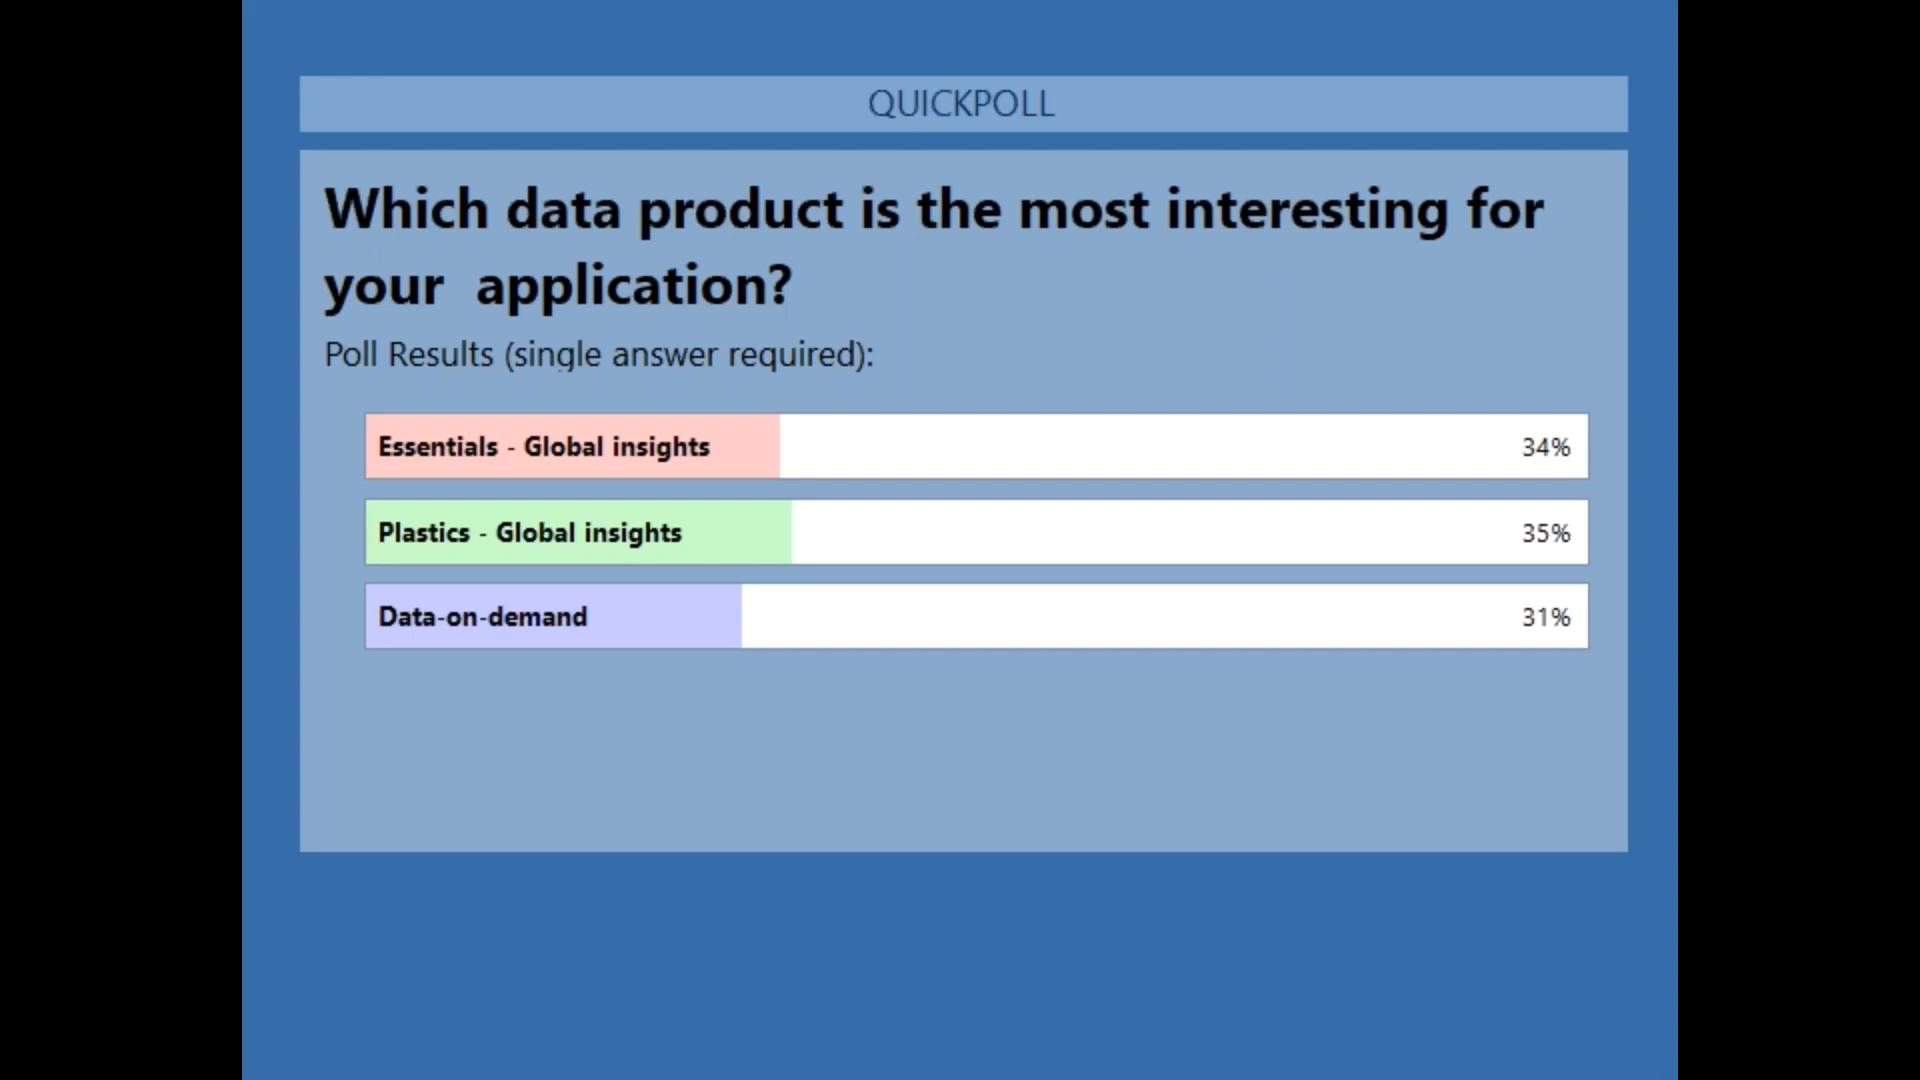 QUICKPOLL
Which data product is the most interesting for
your  application?
Poll Results (single answer required):
Essentials - Global insights 34%
Plastics - Global insights 35%
Data-on-demand 31%